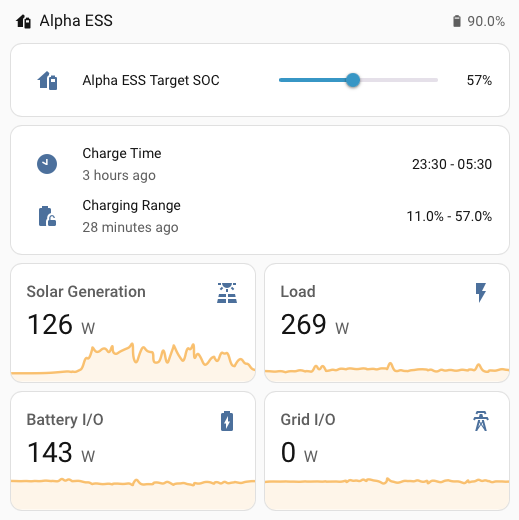 Alpha ESS
90.0%
Alpha ESS Target SOC
57%
Charge Time
3 hours ago
23:30 - 05:30
Charging Range
28 minutes ago
11.0% - 57.0%
Solar Generation
126 W
Load
269 W
Battery I/O
143 W
Grid I/O
0 W